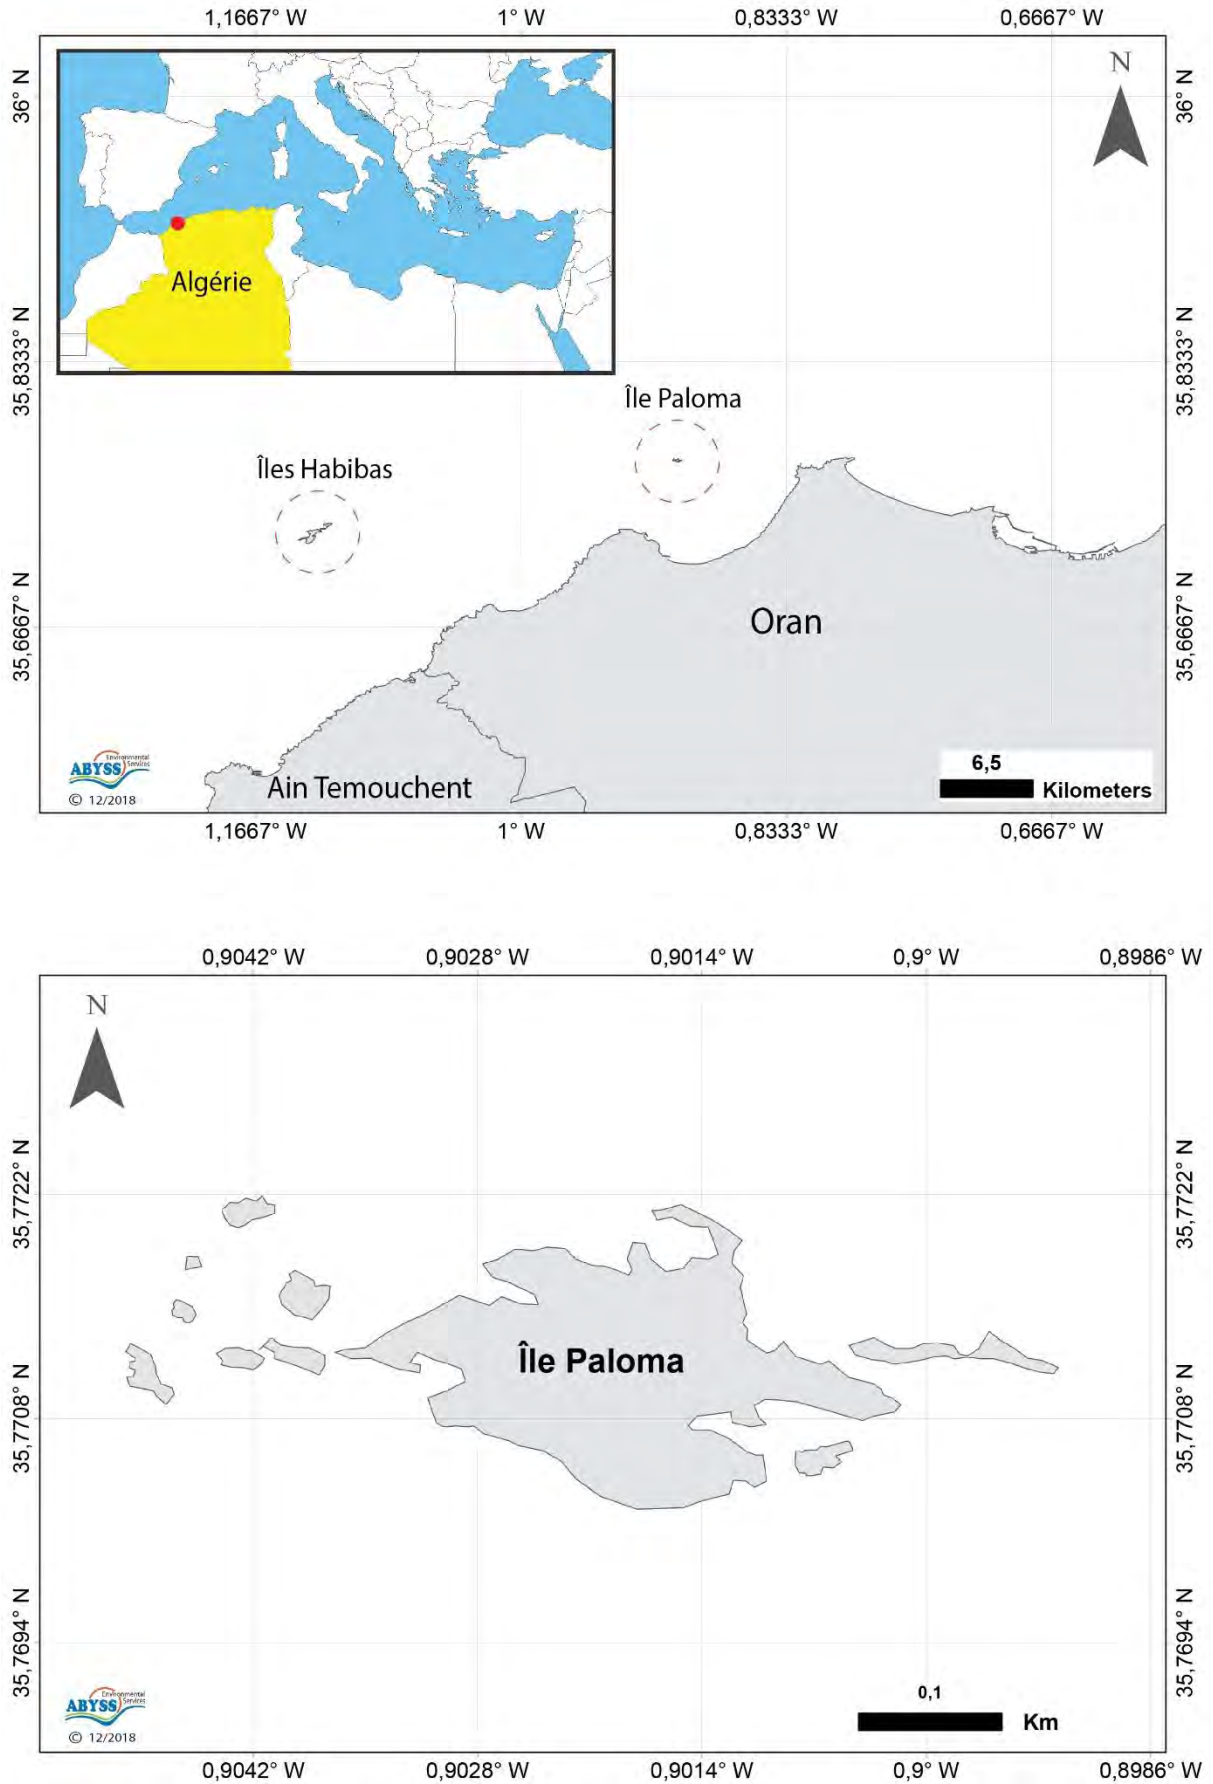 1,1667° W 1° W 0,8333° W 0,6667° W
36° N
35,8333° N
35,6667° N
N
36° N
35,8333° N
35,6667° N
Algérie
Île Paloma
Îles Habibas
Oran
Ain Temouchent
Environmental
Services
ABYSS
© 12/2018
6,5
Kilometers
1,1667° W 1° W 0,8333° W 0,6667° W
0,9042° W 0,9028° W 0,9014° W 0,9° W 0,8986° W
N
35,7722° N
35,7708° N
35,7694° N
35,7722° N
35,7708° N
35,7694° N
Île Paloma
Environmental
Services
ABYSS
© 12/2018
0,1
Km
0,9042° W 0,9028° W 0,9014° W 0,9° W 0,8986° W